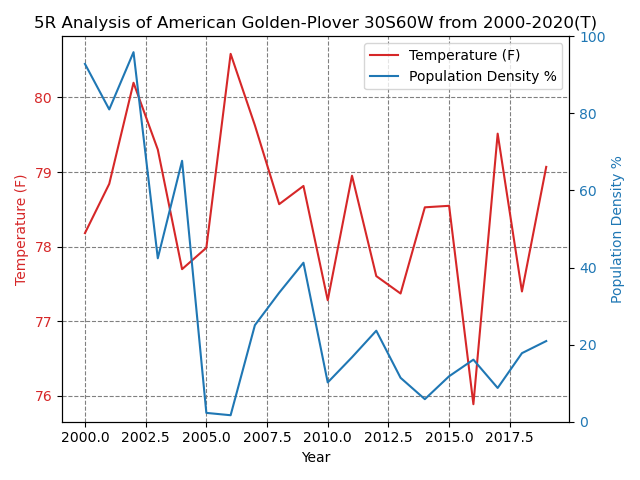 5R Analysis of American Golden-Plover 30S60W from 2000-2020(T)
Temperature (F)
Population Density %
80
79
78
77
76
Temperature (F)
100
80
60
40
20
0
Population Density %
2000.0 2002.5 2005.0 2007.5 2010.0 2012.5 2015.0 2017.5
Year